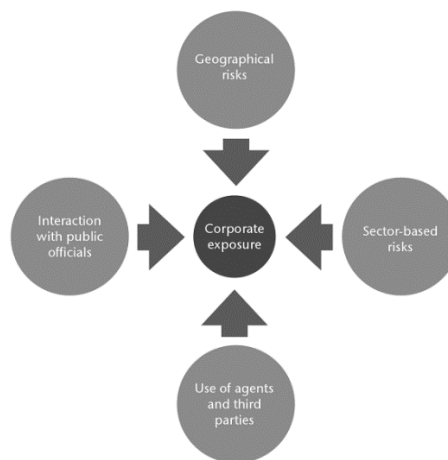 Geographical
risks
Interaction
with public
officials
Corporate
exposure
Sector-based
risks
Use of agents
and third
parties